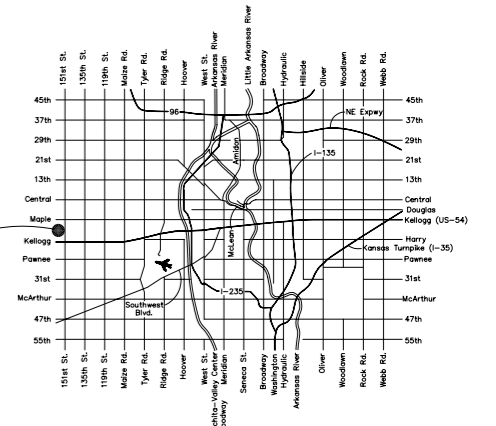 151st St.
135th St.
119th St.
Maize Rd.
Tyler Rd.
Ridge Rd.
Hoover
West St.
Arkansas River
Meridian
Little Arkansas River
Broadway
Hydraulic
Hillside
Oliver
Woodlawn
Rock Rd.
Webb Rd.
45th
96
45th
37th
NE Expwy
37th
29th
Amidon
29th
21st
I-135
21st
13th
13th
Central
Central
Douglas
Maple
Kellogg (US-54)
Kellogg
McLean
Harry
Kansas Turnpike (I-35)
Pawnee
Pawnee
31st
31st
McArthur
I-235
McArthur
Southwest
Blvd.
47th
47th
55th
55th
151st St.
135th St.
119th St.
Maize Rd.
Tyler Rd.
Ridge Rd.
Hoover
West St.
chita-Valley Center
Meridian
oadway
Seneca St.
Broadway
Washington
Hydraulic
Arkansas River
Oliver
Woodlawn
Rock Rd.
Webb Rd.